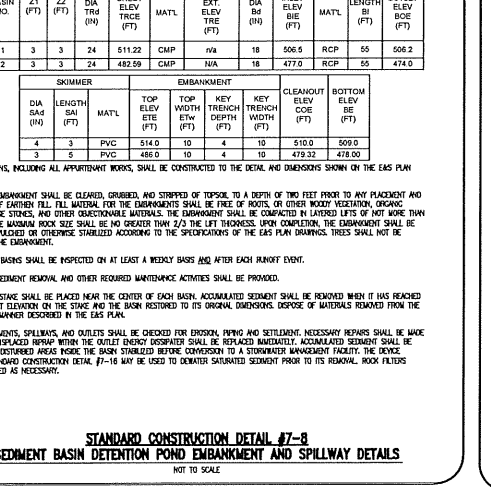 ASIN Z1 Z2 DIA ELEV EXT. DIA ELEV LENGTH ELEV
NO. (FT) (FT) TRd TRCE MAT'L ELEV Bd BIE MAT'L BI BOE
(IN) (FT) TRE (IN) (FT) (FT) (FT)
(FT)
1 3 3 24 511.22 CMP n/a 18 506.5 RCP 55 506.2
2 3 3 24 482.59 CMP N/A 18 477.0 RCP 55 474.0
SKIMMER EMBANKMENT CLEANOUT BOTTOM
DIA LENGTH MAT'L TOP TOP KEY KEY ELEV ELEV
SAd SAl ELEV WIDTH TRENCH TRENCH COE BE
(IN) (FT) ETE ETw DEPTH WIDTH (FT) (FT)
(FT) (FT) (FT) (FT)
4 3 PVC 514.0 10 4 10 510.0 509.0
3 5 PVC 486.0 10 4 10 479.32 478.00
NS, INCLUDING ALL APPURTENANT WORKS, SHALL BE CONSTRUCTED TO THE DETAIL AND DIMENSIONS SHOWN ON THE E&S PLAN
EMBANKMENT SHALL BE CLEARED, GRUBBED, AND STRIPPED OF TOPSOIL TO A DEPTH OF TWO FEET PRIOR TO ANY PLACEMENT AND
OF EARTHEN FILL. FILL MATERIAL FOR THE EMBANKMENTS SHALL BE FREE OF ROOTS, OR OTHER WOODY VEGETATION, ORGANIC
E STONES, AND OTHER OBJECTIONABLE MATERIALS. THE EMBANKMENT SHALL BE COMPACTED IN LAYERED LIFTS OF NOT MORE THAN
E MAXIMUM ROCK SIZE SHALL BE NO GREATER THAN 2/3 THE LIFT THICKNESS. UPON COMPLETION, THE EMBANKMENT SHALL BE
ULCHED OR OTHERWISE STABILIZED ACCORDING TO THE SPECIFICATIONS OF THE E&S PLAN DRAWINGS. TREES SHALL NOT BE
HE EMBANKMENT.
BASINS SHALL BE INSPECTED ON AT LEAST A WEEKLY BASIS AND AFTER EACH RUNOFF EVENT.
SEDIMENT REMOVAL AND OTHER REQUIRED MAINTENANCE ACTIVITIES SHALL BE PROVIDED.
STAKE SHALL BE PLACED NEAR THE CENTER OF EACH BASIN. ACCUMULATED SEDIMENT SHALL BE REMOVED WHEN IT HAS REACHED
T ELEVATION ON THE STAKE AND THE BASIN RESTORED TO ITS ORIGINAL DIMENSIONS. DISPOSE OF MATERIALS REMOVED FROM THE
MANNER DESCRIBED IN THE E&S PLAN.
MENTS, SPILLWAYS, AND OUTLETS SHALL BE CHECKED FOR EROSION, PIPING AND SETTLEMENT. NECESSARY REPAIRS SHALL BE MADE
ISPLACED RIPRAP WITHIN THE OUTLET ENERGY DISSIPATER SHALL BE REPLACED IMMEDIATELY. ACCUMULATED SEDIMENT SHALL BE
DISTURBED AREAS INSIDE THE BASIN STABILIZED BEFORE CONVERSION TO A STORMWATER MANAGEMENT FACILITY. THE DEVICE
NDARD CONSTRUCTION DETAIL #7-16 MAY BE USED TO DEWATER SATURATED SEDIMENT PRIOR TO ITS REMOVAL. ROCK FILTERS
ED AS NECESSARY.
STANDARD CONSTRUCTION DETAIL #7-8
SEDIMENT BASIN DETENTION POND EMBANKMENT AND SPILLWAY DETAILS
NOT TO SCALE